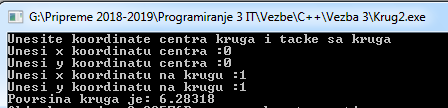 G:\Pripreme 2018-2019\Programiranje 3 IT\Vezbe\C++\Vezba 3\Krug2.exe
Unesite koordinate centra kruga i tacke sa kruga
Unesi x koordinatu centra :0
Unesi y koordinatu centra :0
Unesi x koordinatu na krugu :1
Unesi y koordinatu na krugu :1
Povrsina kruga je: 6.28318